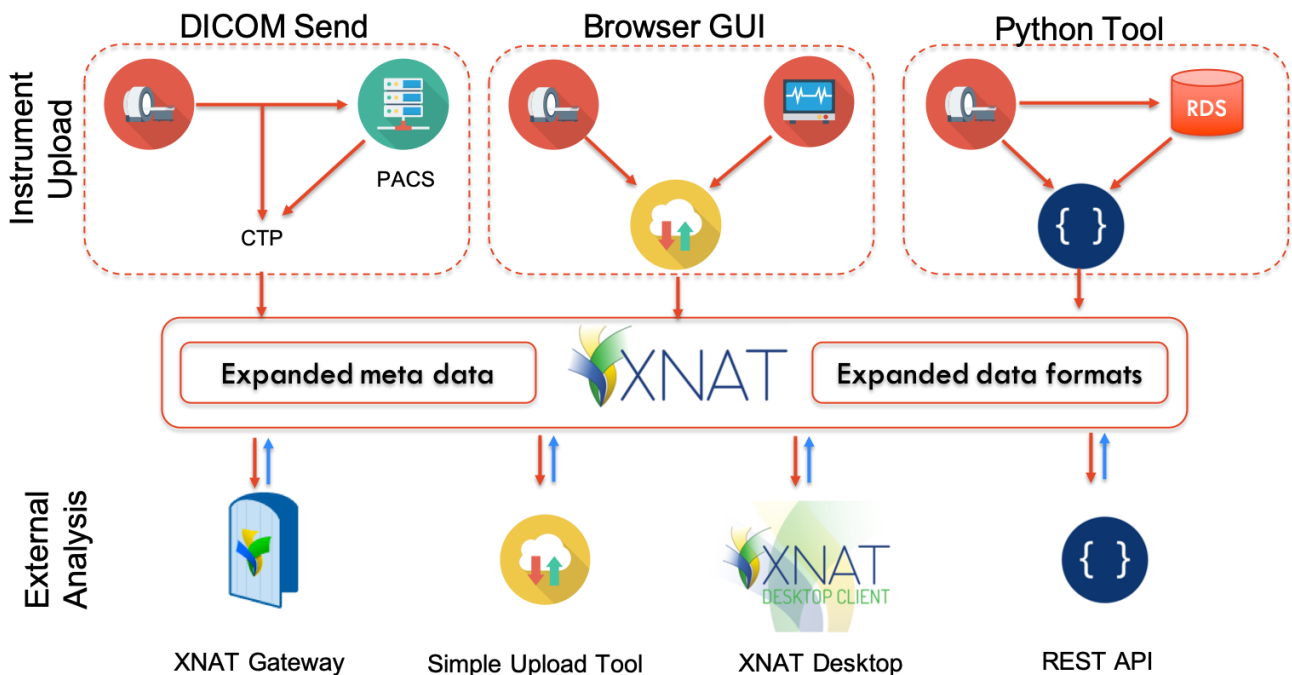 DICOM Send
Browser GUI
Python Tool
Instrument
Upload
RDS
PACS
CTP
{ }
Expanded meta data
XNAT
Expanded data formats
External
Analysis
XNAT
DESKTOP CLIENT
{ }
XNAT Gateway
Simple Upload Tool
XNAT Desktop
REST API